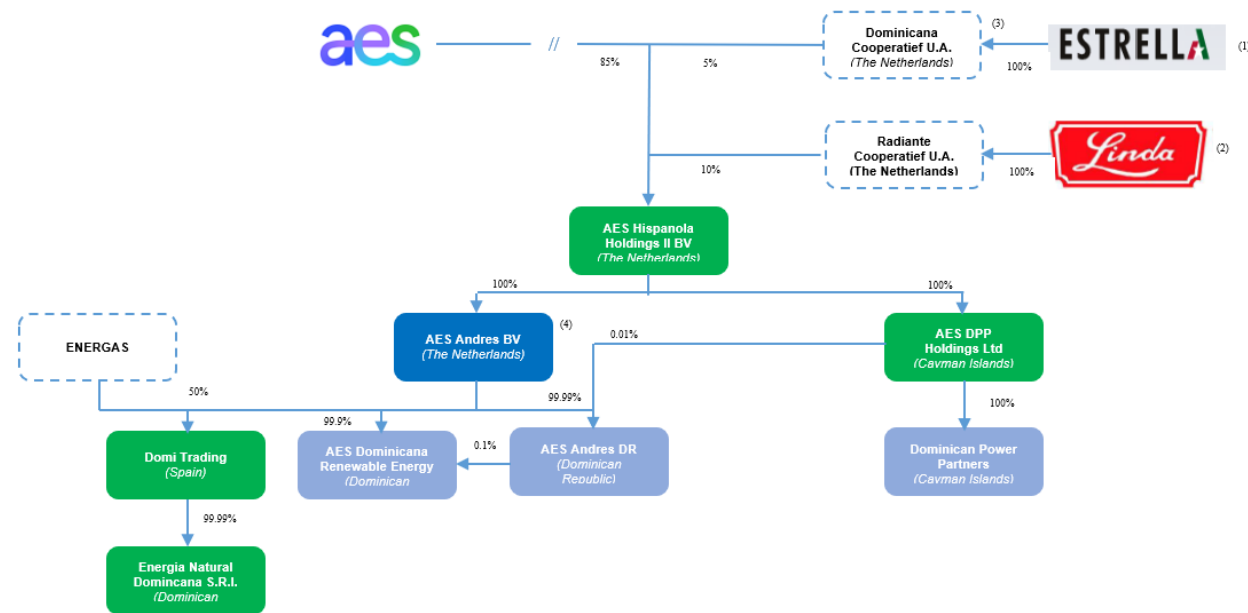 aes
//
85%
5%
Dominicana
Cooperatief U.A.
(The Netherlands)
(3)
100%
ESTRELLA
(1)
Radiante
Cooperatief U.A.
(The Netherlands)
10%
100%
Linda
(2)
AES Hispanola
Holdings II BV
(The Netherlands)
100%
100%
ENERGAS
AES Andres BV
(The Netherlands)
(4)
0.01%
AES DPP
Holdings Ltd
(Cayman Islands)
50%
99.9%
99.99%
100%
Domi Trading
(Spain)
AES Dominicana
Renewable Energy
(Dominican
0.1%
AES Andres DR
(Dominican
Republic)
Dominican Power
Partners
(Cayman Islands)
99.99%
Energia Natural
Domincana S.R.I.
(Dominican